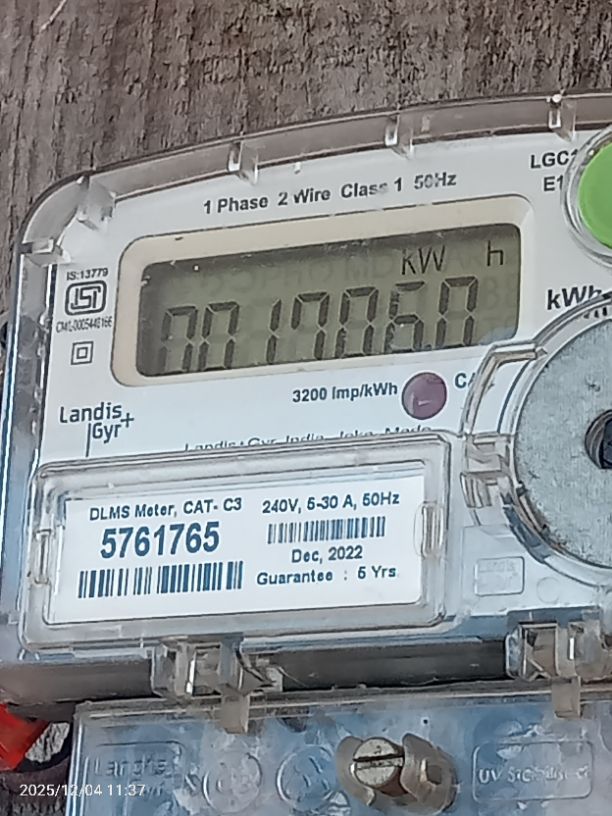 LGC
E1
1 Phase 2 Wire Class 1 50Hz
IS:13779
kW h
0017060
kWh
3200 Imp/kWh
CA
Landis
Gyr+
DLMS Meter, CAT- C3
5761765
240V, 5-30 A, 50Hz
Dec, 2022
Guarantee : 5 Yrs
2025/12/04 11:37